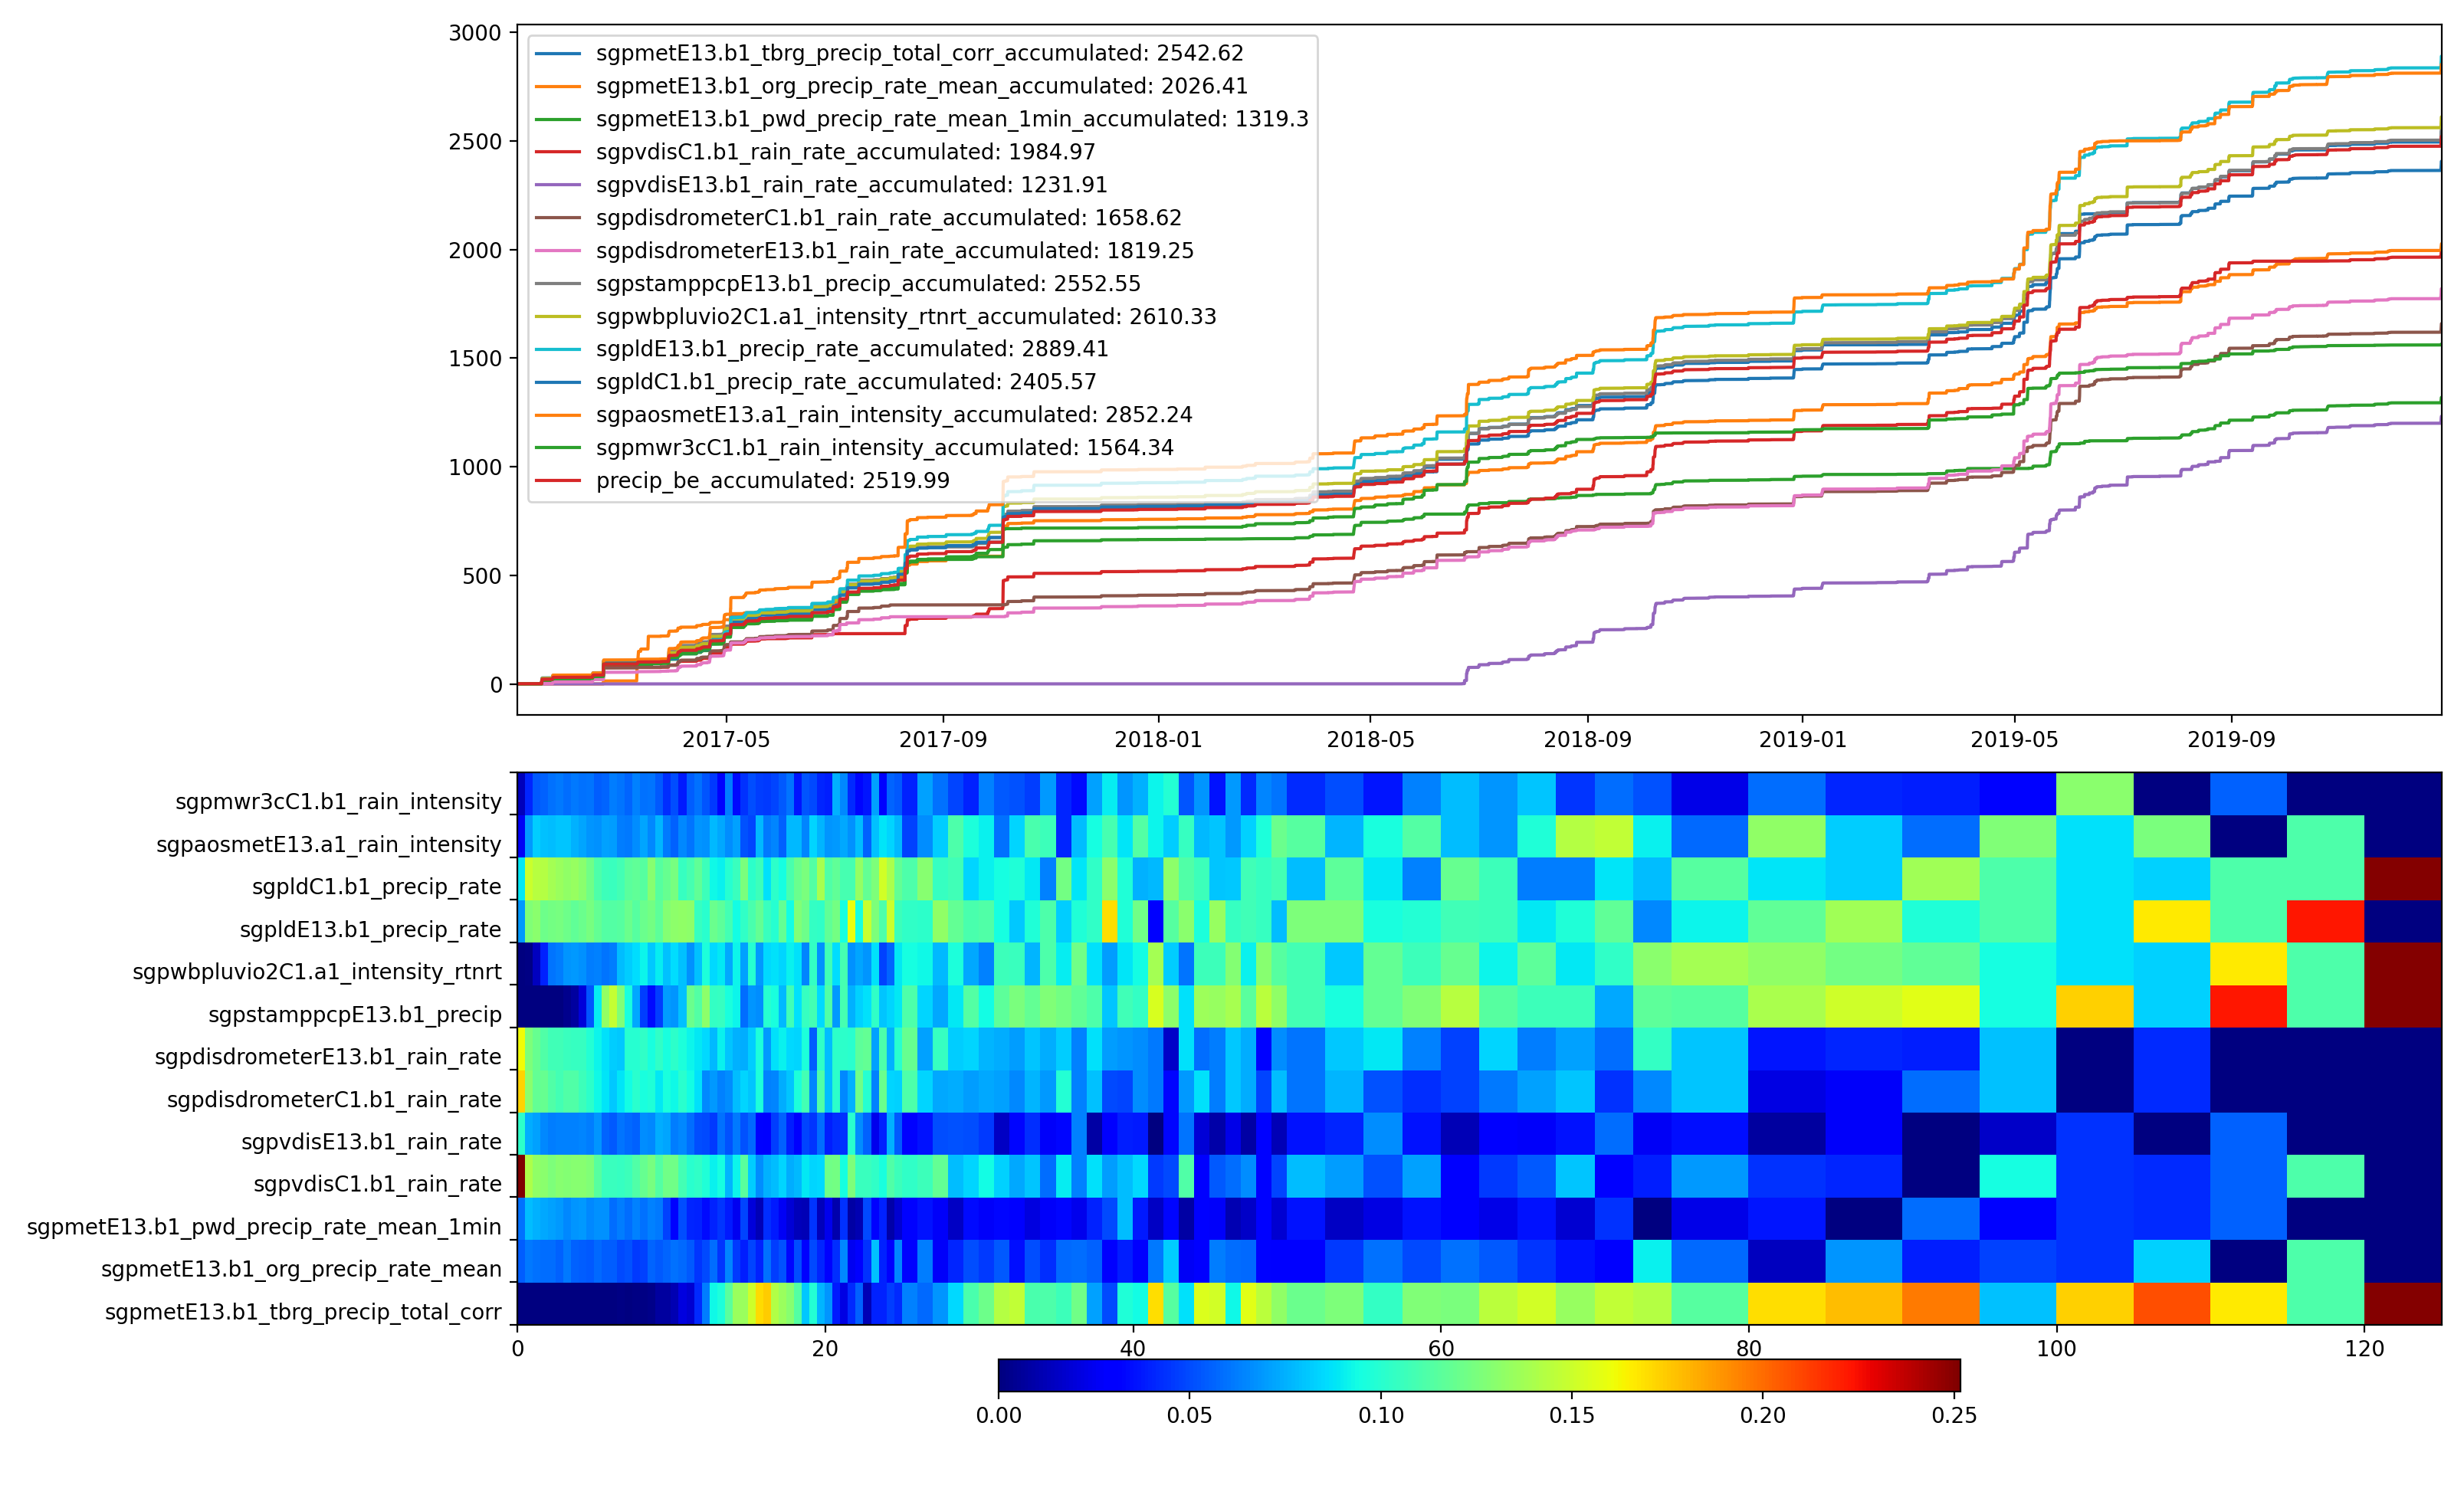 3000
2500
2000
1500
1000
500
0
sgpmetE13.b1_tbrg_precip_total_corr_accumulated: 2542.62
sgpmetE13.b1_org_precip_rate_mean_accumulated: 2026.41
sgpmetE13.b1_pwd_precip_rate_mean_1min_accumulated: 1319.3
sgpvdisC1.b1_rain_rate_accumulated: 1984.97
sgpvdisE13.b1_rain_rate_accumulated: 1231.91
sgpdisdrometerC1.b1_rain_rate_accumulated: 1658.62
sgpdisdrometerE13.b1_rain_rate_accumulated: 1819.25
sgpstamppcpE13.b1_precip_accumulated: 2552.55
sgpwbpluvio2C1.a1_intensity_rtnrt_accumulated: 2610.33
sgpldE13.b1_precip_rate_accumulated: 2889.41
sgpldC1.b1_precip_rate_accumulated: 2405.57
sgpaosmetE13.a1_rain_intensity_accumulated: 2852.24
sgpmwr3cC1.b1_rain_intensity_accumulated: 1564.34
precip_be_accumulated: 2519.99
2017-05 2017-09 2018-01 2018-05 2018-09 2019-01 2019-05 2019-09
sgpmwr3cC1.b1_rain_intensity
sgpaosmetE13.a1_rain_intensity
sgpldC1.b1_precip_rate
sgpldE13.b1_precip_rate
sgpwbpluvio2C1.a1_intensity_rtnrt
sgpstamppcpE13.b1_precip
sgpdisdrometerE13.b1_rain_rate
sgpdisdrometerC1.b1_rain_rate
sgpvdisE13.b1_rain_rate
sgpvdisC1.b1_rain_rate
sgpmetE13.b1_pwd_precip_rate_mean_1min
sgpmetE13.b1_org_precip_rate_mean
sgpmetE13.b1_tbrg_precip_total_corr
0 20 40 60 80 100 120
0.00 0.05 0.10 0.15 0.20 0.25